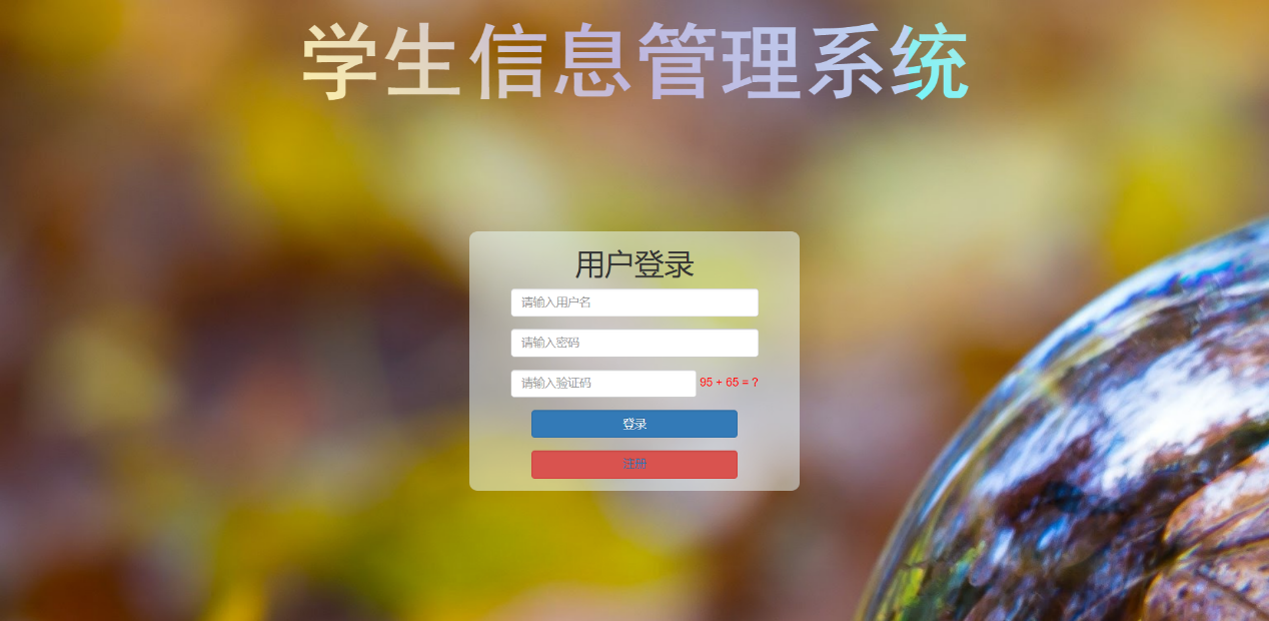 学生信息管理系统
用户登录
请输入用户名
请输入密码
请输入验证码 95 + 65 = ?
登录
注册